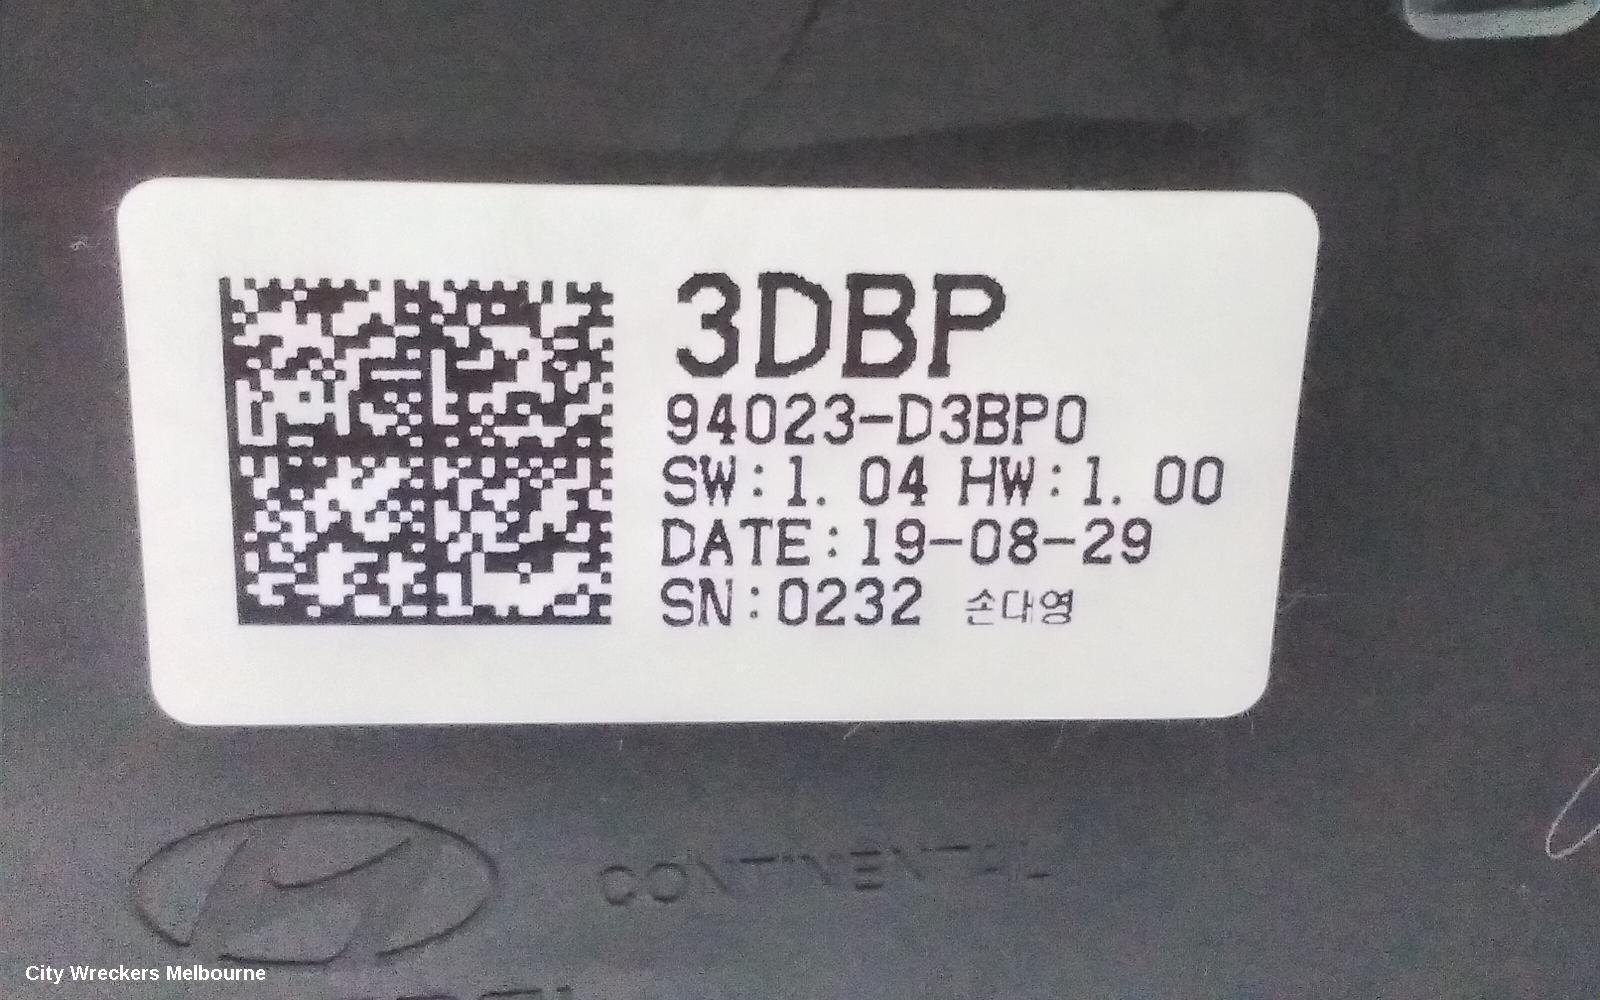 3DBP
94023-D3BP0
SW:1. 04 HW:1. 00
DATE:19-08-29
SN:0232 손대영
CONTINENTAL
City Wreckers Melbourne